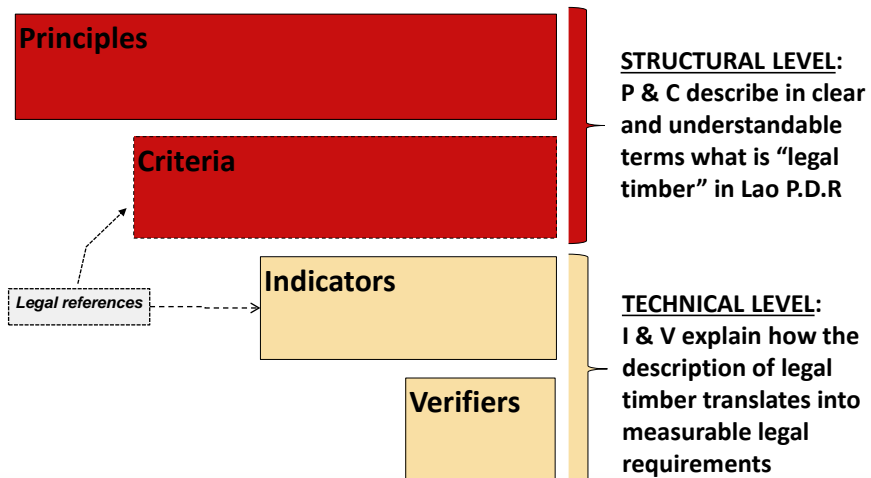 Principles
STRUCTURAL LEVEL:
P & C describe in clear
and understandable
terms what is “legal
timber” in Lao P.D.R
Criteria
Indicators
Legal references
TECHNICAL LEVEL:
I & V explain how the
description of legal
timber translates into
measurable legal
requirements
Verifiers